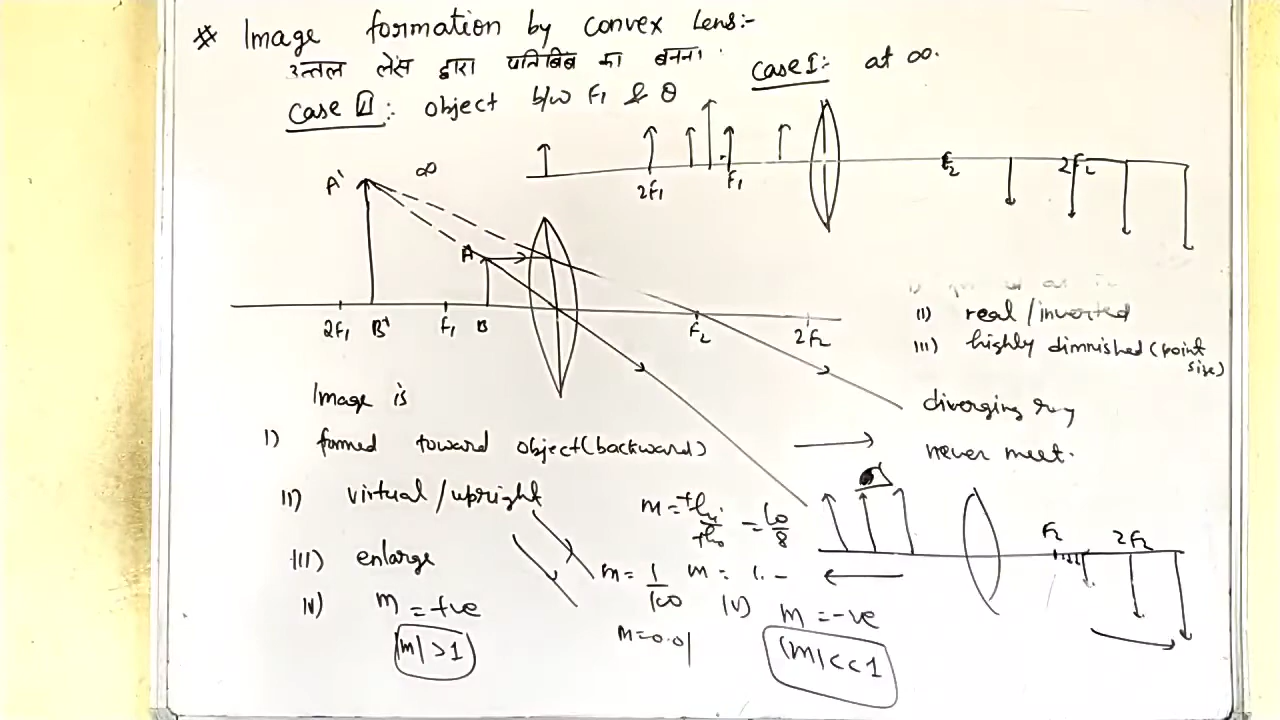 ※ Image formation by convex lens:-
उत्तल लेंस द्वारा प्रतिबिंब का बनना
Case I:- at ∞.
Case II:- object b/w F₁ & O
2F₁ F₁ F₂ 2F₂
A' ∞
A
2F₁ B' F₁ B F₂ 2F₂
II) real/inverted
III) highly diminished (point size)
Image is
I) formed toward object (backward)
II) virtual/upright
III) enlarge
IV) m = +ve
|m| > 1
diverging ray
never meet.
m = +hi/+ho = 10/8
m = 1/100 m = 1.-
m = 0.01
F₂ 2F₂
IV) m = -ve
|m| << 1